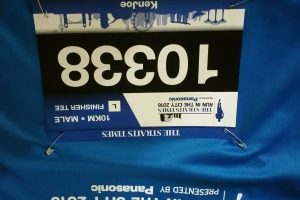 THE STRAITS TIMES
10KM • MALE
FINISHER TEE
L
THE STRAITS TIMES
RUN IN THE CITY 2016
Panasonic
10338
KenJoe
PRESENTED BY Panasonic